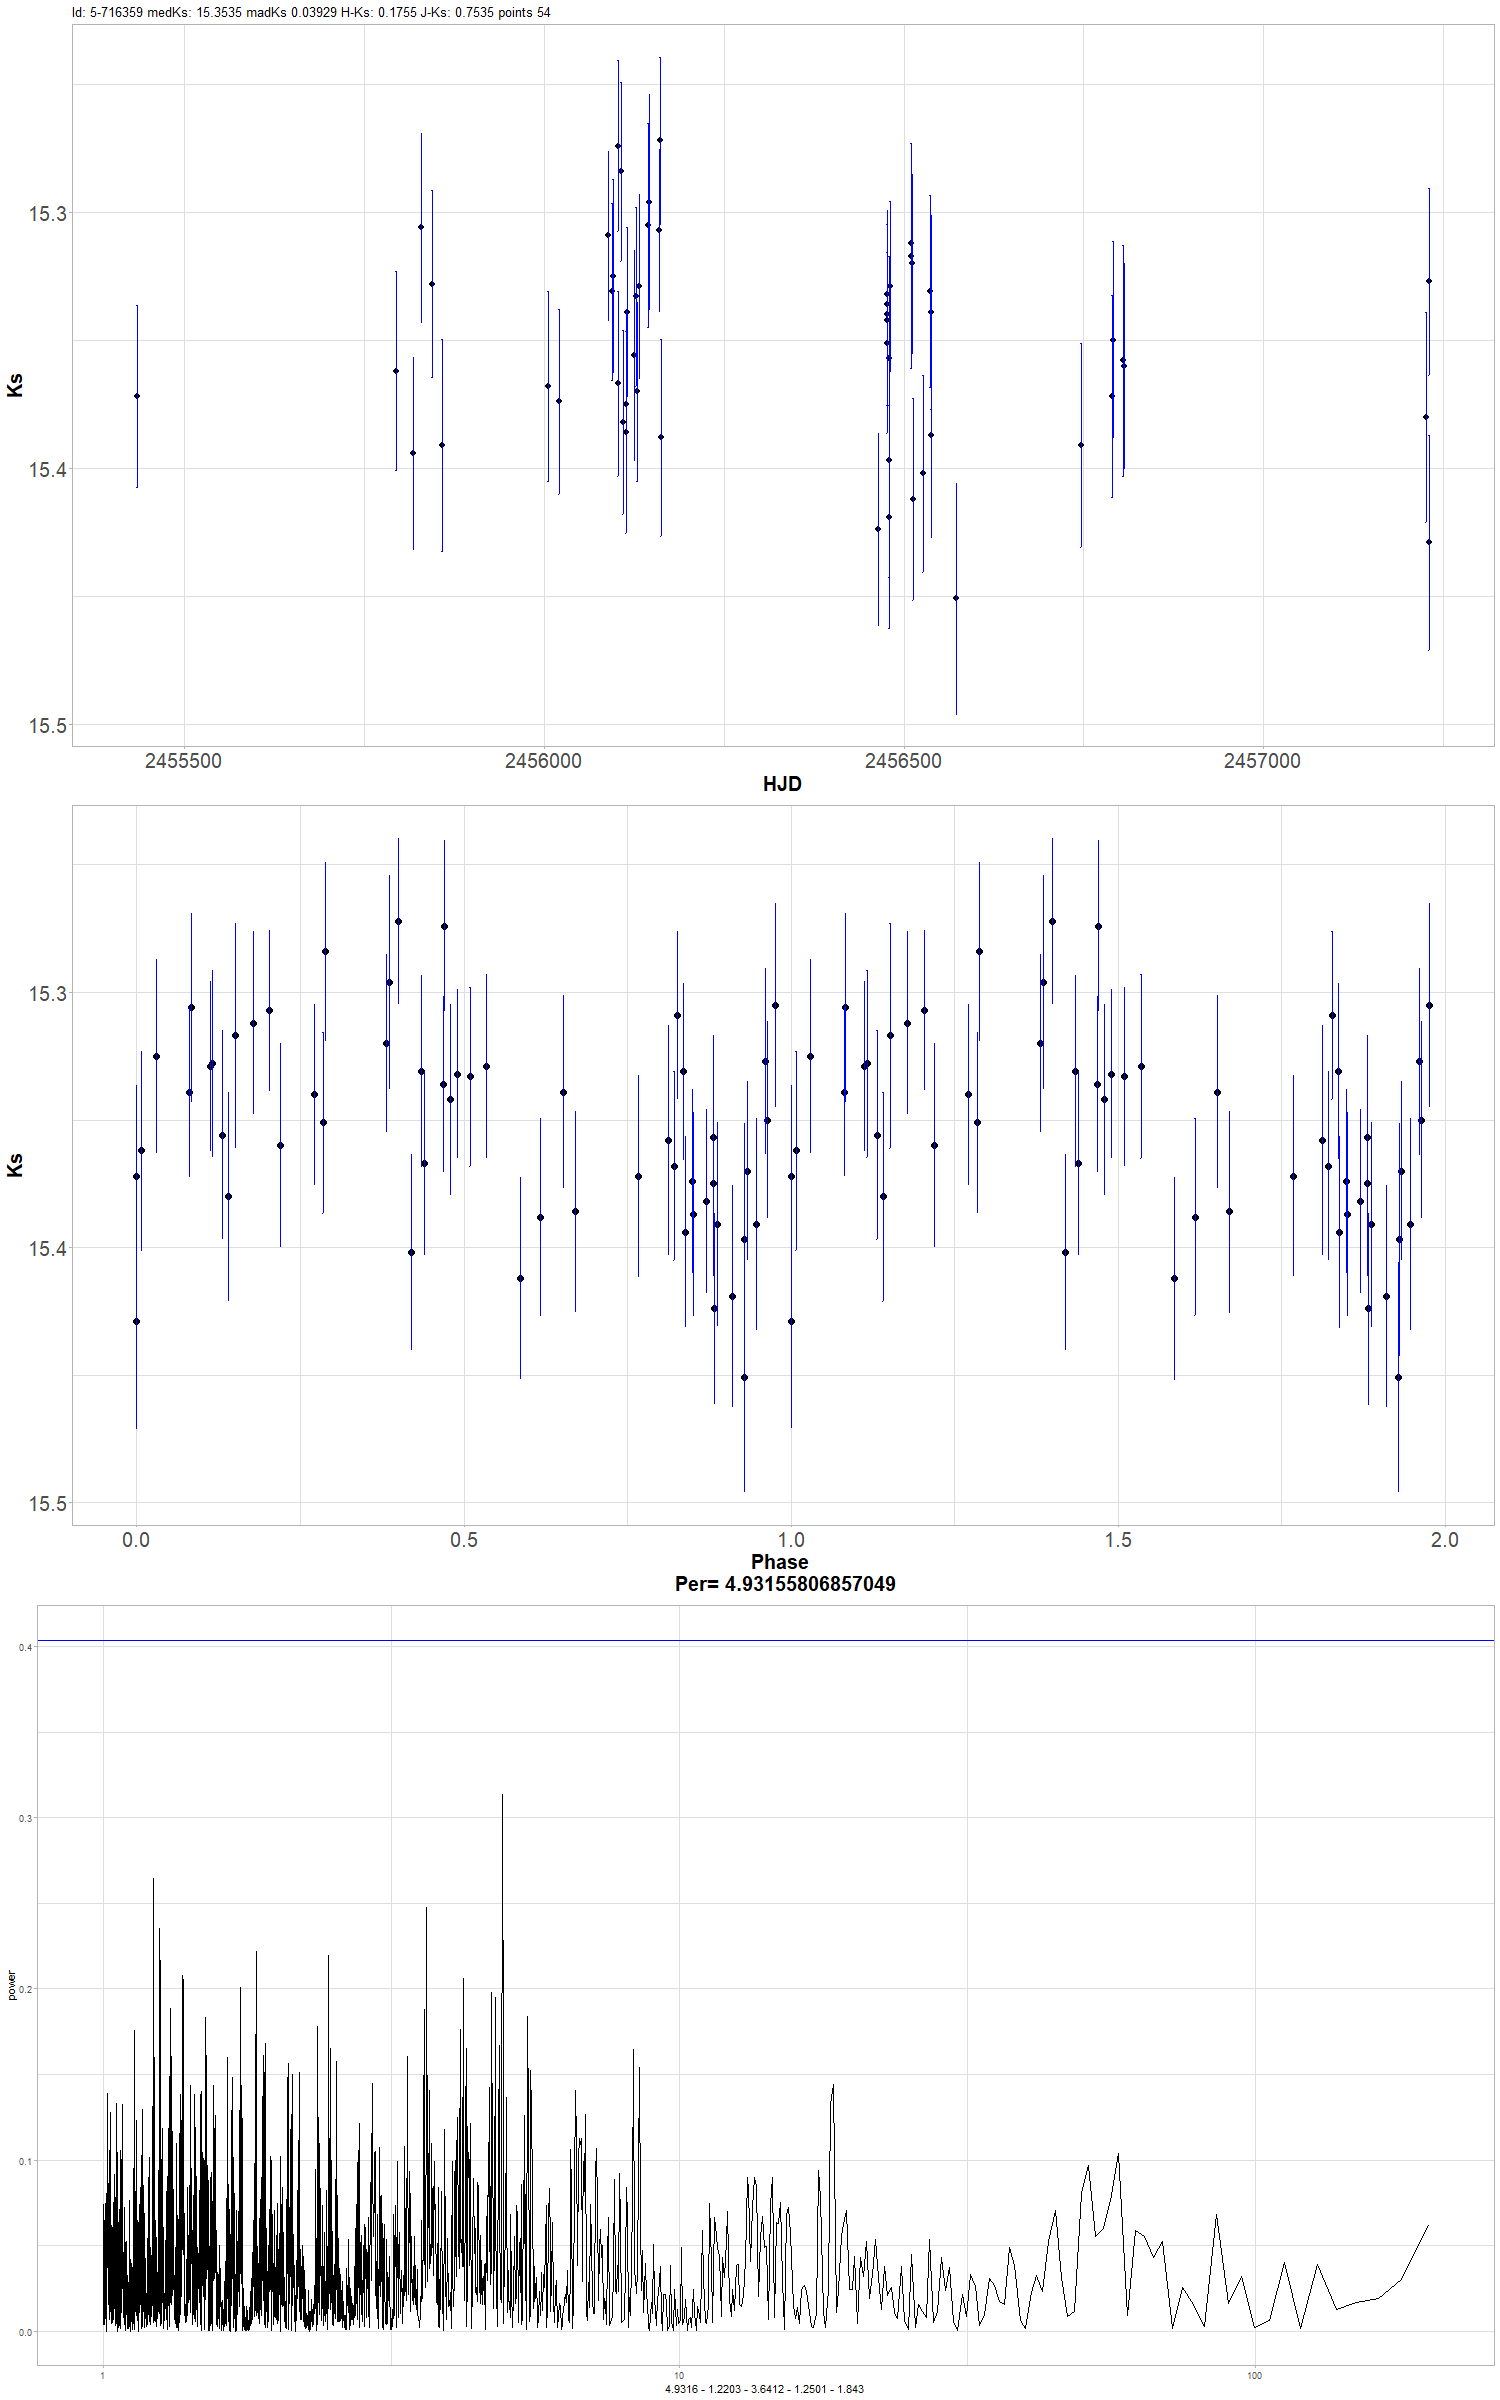 Id: 5-716359 medKs: 15.3535 madKs 0.03929 H-Ks: 0.1755 J-Ks: 0.7535 points 54
15.3
15.4
15.5
Ks
2455500 2456000 2456500 2457000
HJD
15.3
15.4
15.5
Ks
0.0 0.5 1.0 1.5 2.0
Phase
Per= 4.93155806857049
0.4
0.3
0.2
0.1
0.0
power
1 10 100
4.9316 - 1.2203 - 3.6412 - 1.2501 - 1.843